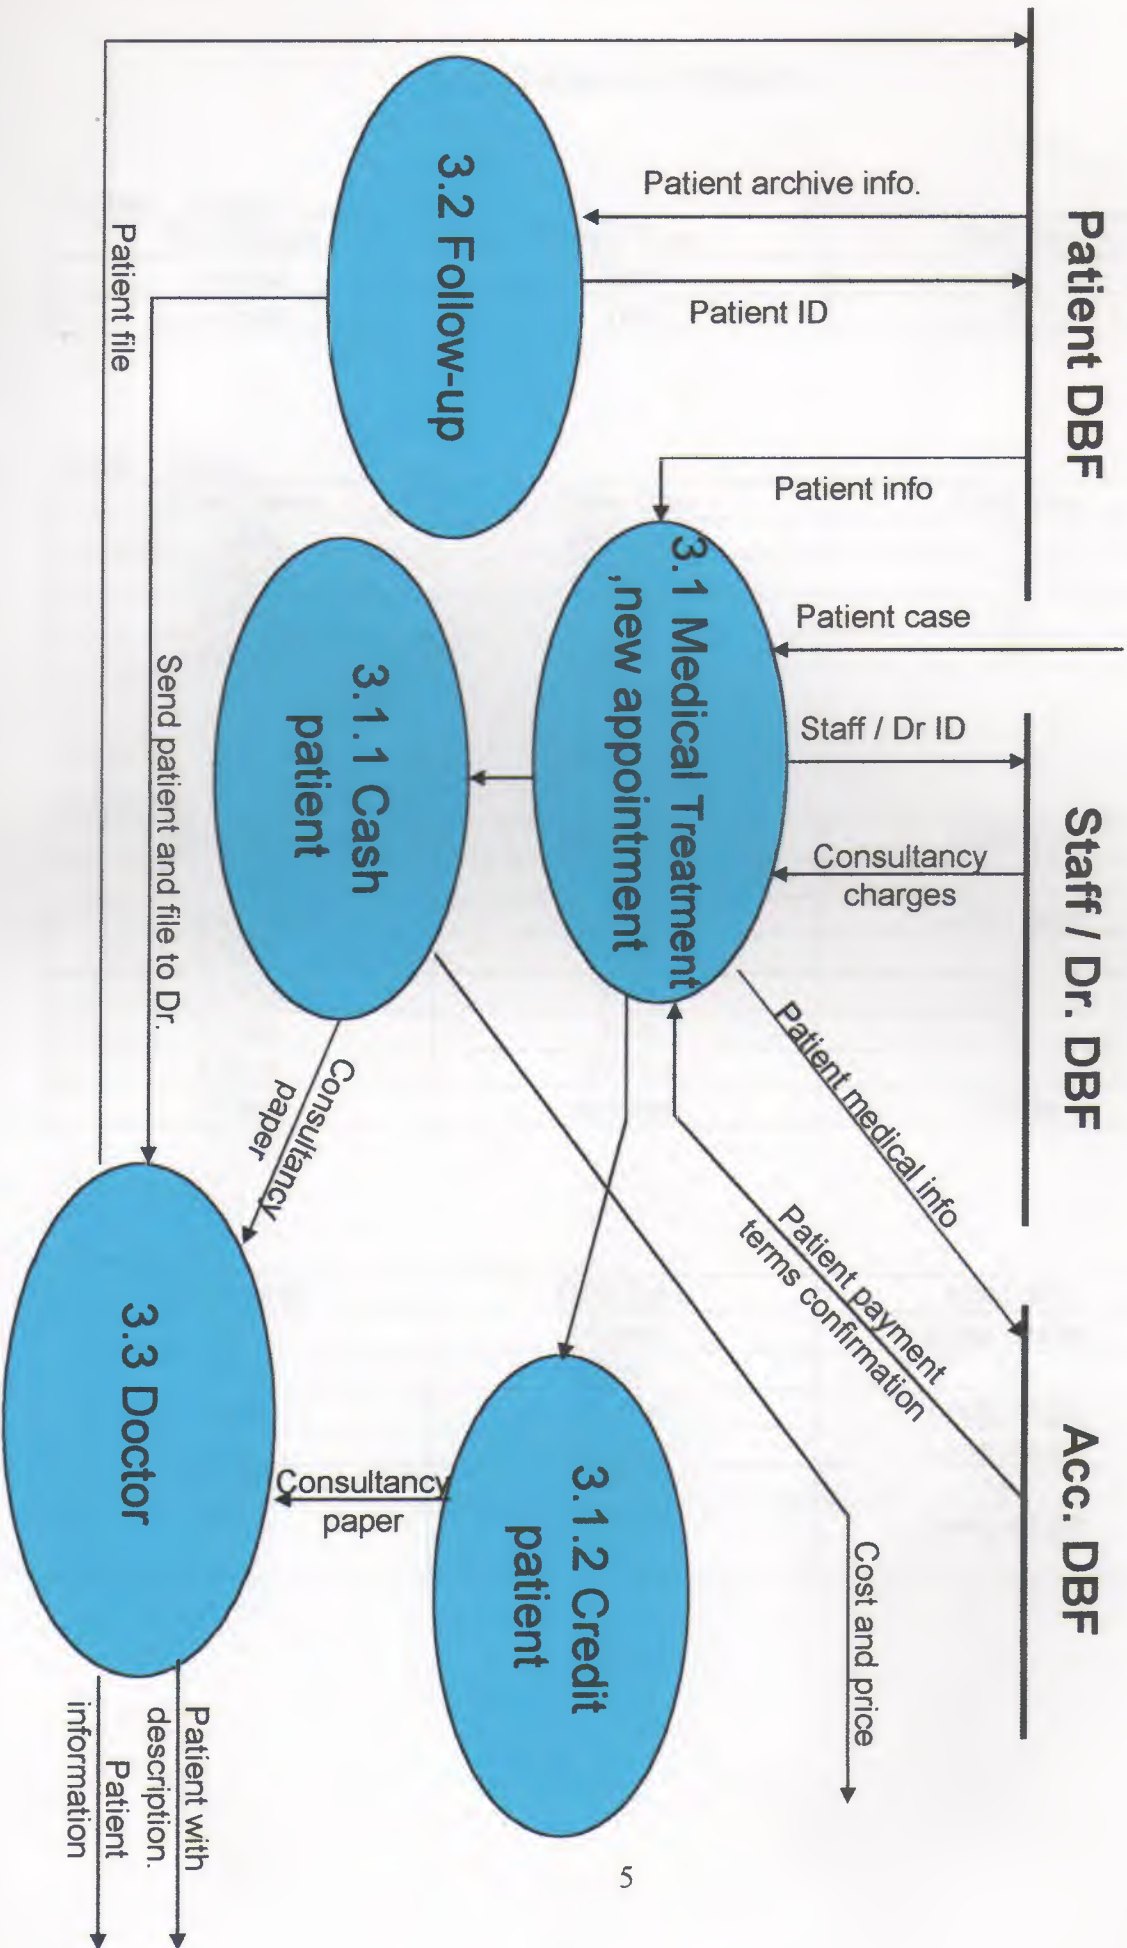 Patient DBF
Staff / Dr. DBF
Acc. DBF
Patient archive info.
Patient ID
Patient info
Patient case
Staff / Dr ID
Consultancy
charges
Patient medical info
Patient payment
terms confirmation
Cost and price
3.2 Follow-up
3.1 Medical Treatment
,new appointment
3.1.1 Cash
patient
3.1.2 Credit
patient
Consultancy
paper
Consultancy
paper
Patient file
Send patient and file to Dr.
3.3 Doctor
Patient with
description.
Patient
information
5